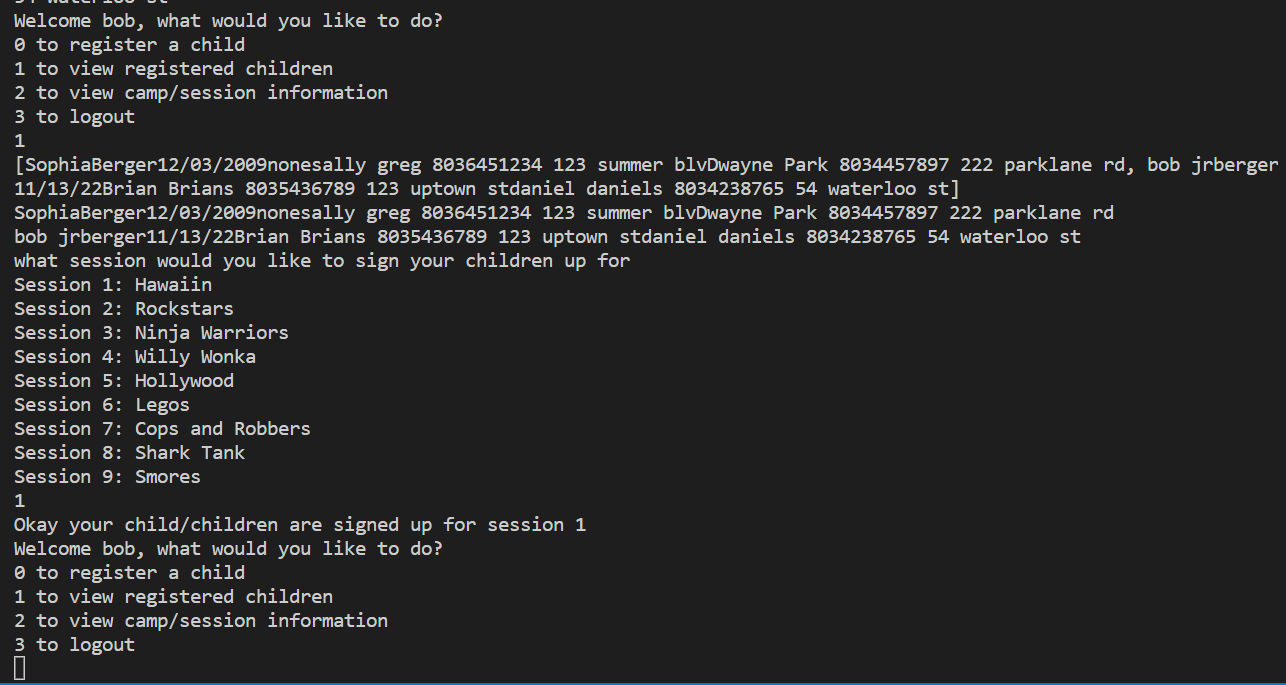 Welcome bob, what would you like to do?
0 to register a child
1 to view registered children
2 to view camp/session information
3 to logout
1
[SophiaBerger12/03/2009nonesally greg 8036451234 123 summer blvDwayne Park 8034457897 222 parklane rd, bob jrberger
11/13/22Brian Brians 8035436789 123 uptown stdaniel daniels 8034238765 54 waterloo st]
SophiaBerger12/03/2009nonesally greg 8036451234 123 summer blvDwayne Park 8034457897 222 parklane rd
bob jrberger11/13/22Brian Brians 8035436789 123 uptown stdaniel daniels 8034238765 54 waterloo st
what session would you like to sign your children up for
Session 1: Hawaiin
Session 2: Rockstars
Session 3: Ninja Warriors
Session 4: Willy Wonka
Session 5: Hollywood
Session 6: Legos
Session 7: Cops and Robbers
Session 8: Shark Tank
Session 9: Smores
1
Okay your child/children are signed up for session 1
Welcome bob, what would you like to do?
0 to register a child
1 to view registered children
2 to view camp/session information
3 to logout